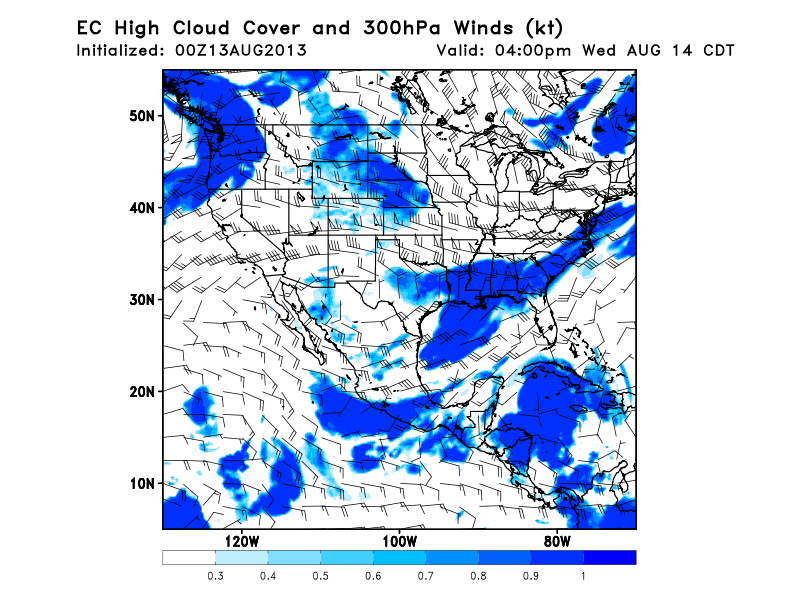 EC High Cloud Cover and 300hPa Winds (kt)
Initialized: 00Z13AUG2013 Valid: 04:00pm Wed AUG 14 CDT
50N
40N
30N
20N
10N
120W 100W 80W
0.3 0.4 0.5 0.6 0.7 0.8 0.9 1